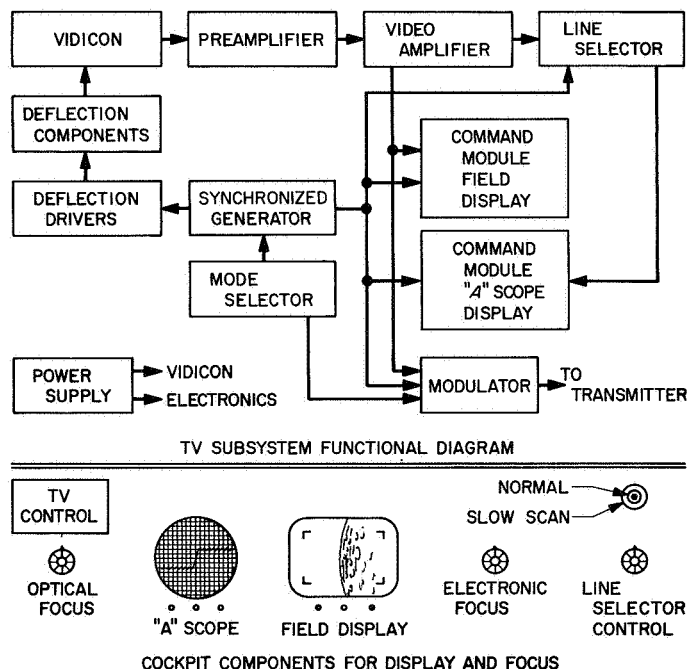 VIDICON
PREAMPLIFIER
VIDEO
AMPLIFIER
LINE
SELECTOR
DEFLECTION
COMPONENTS
COMMAND
MODULE
FIELD
DISPLAY
DEFLECTION
DRIVERS
SYNCHRONIZED
GENERATOR
COMMAND
MODULE
"A" SCOPE
DISPLAY
MODE
SELECTOR
POWER
SUPPLY
VIDICON
ELECTRONICS
MODULATOR
TO
TRANSMITTER
TV SUBSYSTEM FUNCTIONAL DIAGRAM
TV
CONTROL
NORMAL
SLOW SCAN
OPTICAL
FOCUS
"A" SCOPE
FIELD DISPLAY
ELECTRONIC
FOCUS
LINE
SELECTOR
CONTROL
COCKPIT COMPONENTS FOR DISPLAY AND FOCUS